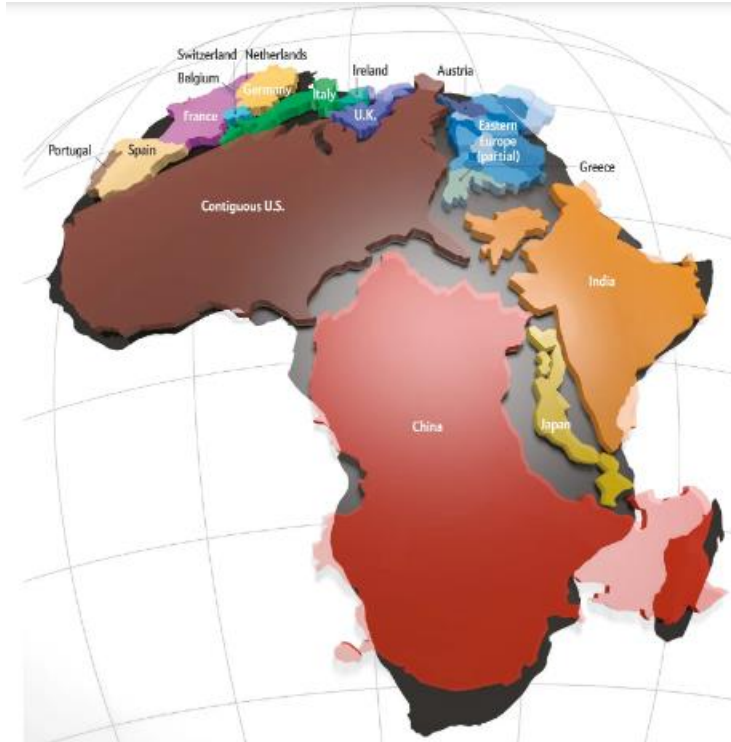 Switzerland
Netherlands
Belgium
Germany
Ireland
Austria
Italy
France
U.K.
Eastern
Europe
(partial)
Portugal
Spain
Greece
Contiguous U.S.
India
China
Japan